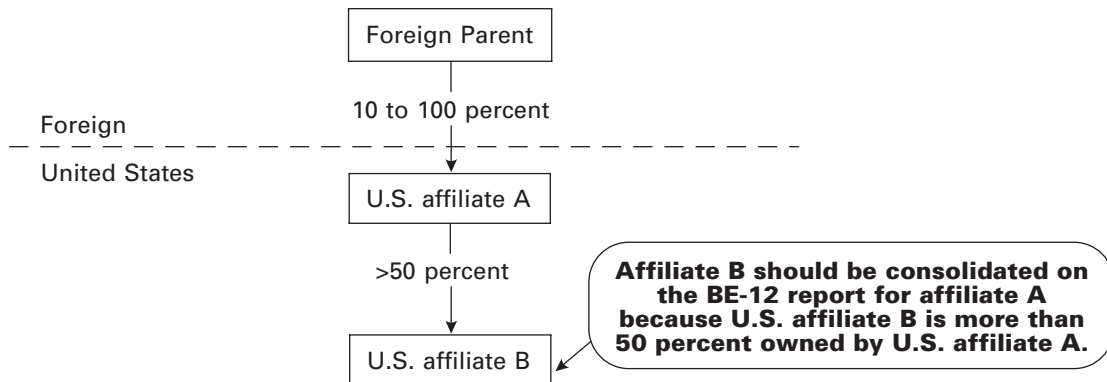 Foreign Parent
10 to 100 percent
Foreign
United States
U.S. affiliate A
>50 percent
Affiliate B should be consolidated on
the BE-12 report for affiliate A
because U.S. affiliate B is more than
50 percent owned by U.S. affiliate A.
U.S. affiliate B